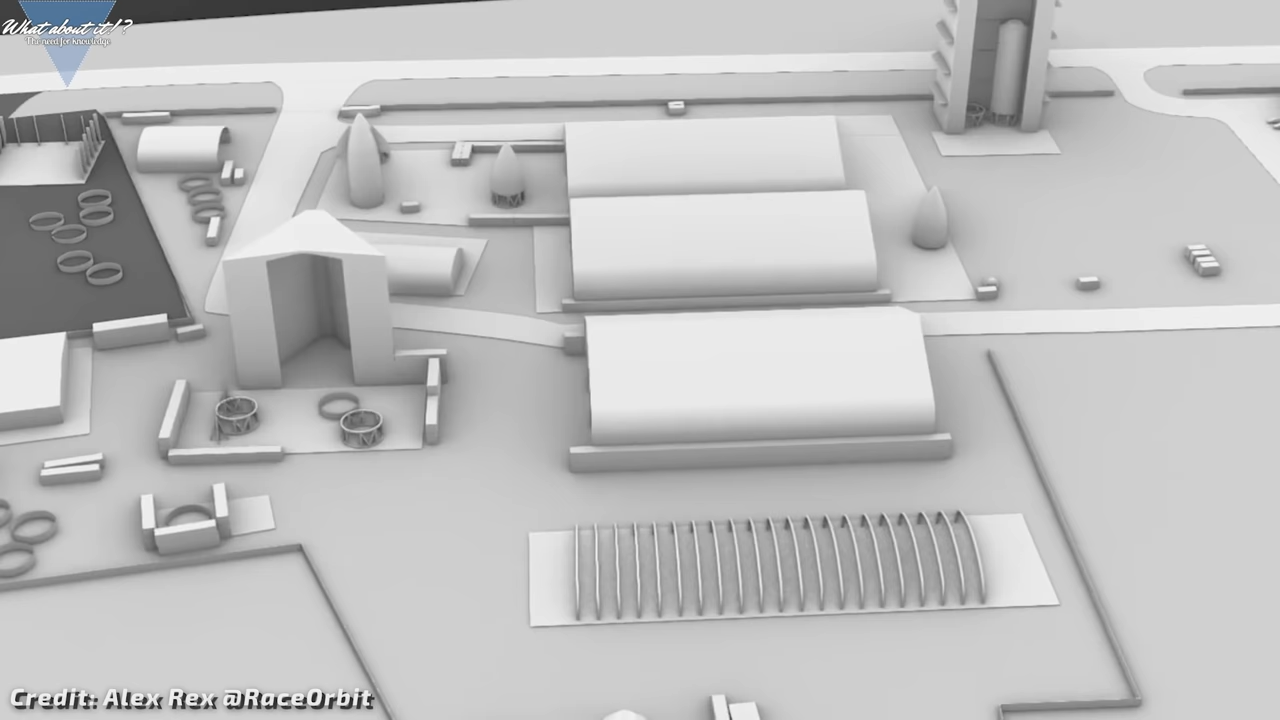 What about it!?
The need for knowledge
Credit: Alex Rex @RaceOrbit